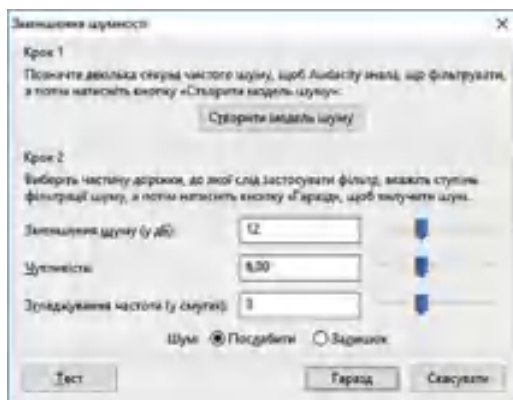 Зменшення шумності
Крок 1
Позначте декілька секунд чистого шуму, щоб Audacity знала, що фільтрувати,
а потім натисніть кнопку «Створити модель шуму»:
Створити модель шуму
Крок 2
Виберіть частину доріжки, до якої слід застосувати фільтр, вкажіть ступінь
фільтрації шуму, а потім натисніть кнопку «Гаразд», щоб вилучити шум.
Зменшення шуму (у дБ): 12
Чутливість: 6,00
Згладжування частота (у смугах): 3
Шум: Послабити Залишок
Тест Гаразд Скасувати